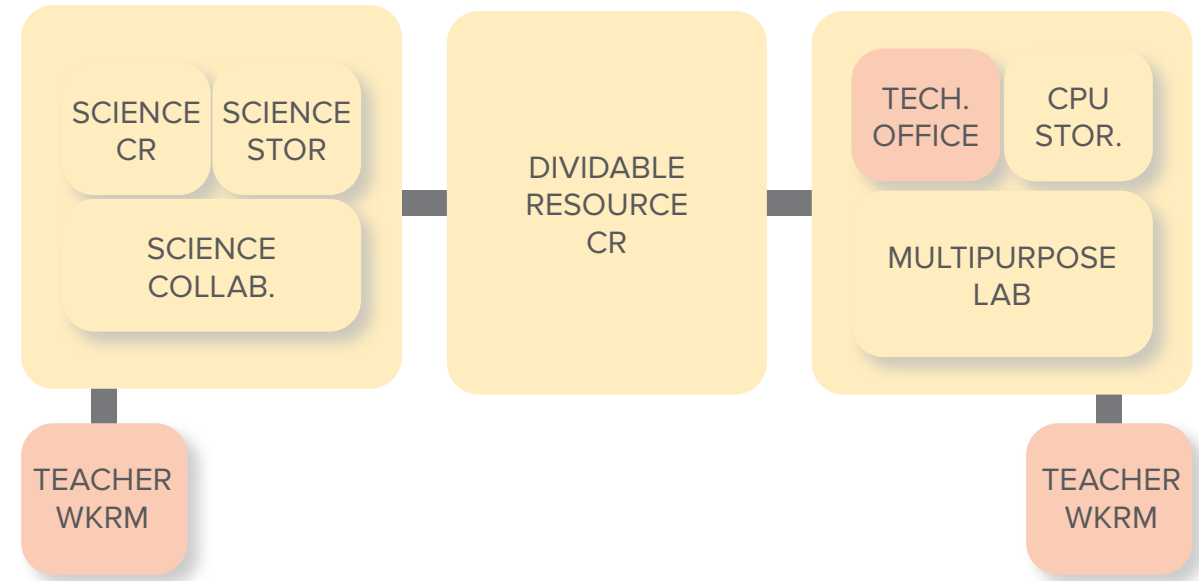 SCIENCE
CR
SCIENCE
STOR
SCIENCE
COLLAB.
DIVIDABLE
RESOURCE
CR
TECH.
OFFICE
CPU
STOR.
MULTIPURPOSE
LAB
TEACHER
WKRM
TEACHER
WKRM